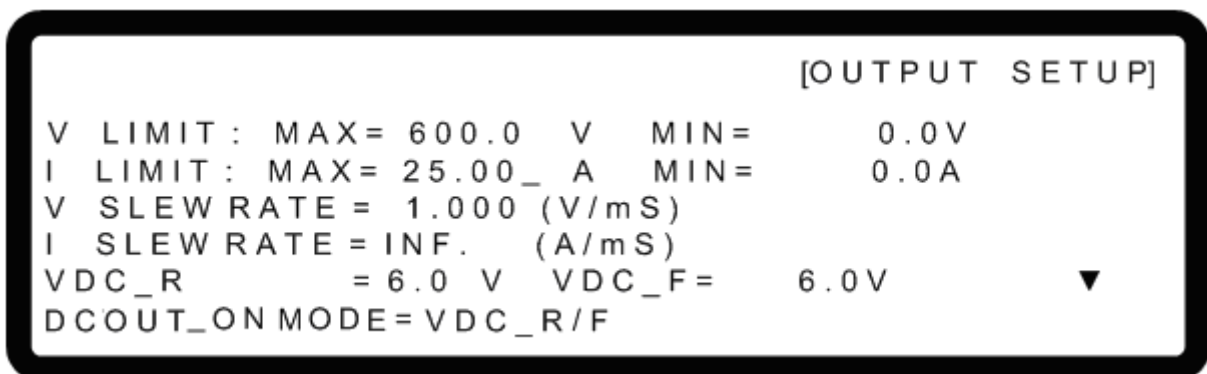 [OUTPUT SETUP]
V LIMIT: MAX= 600.0 V MIN= 0.0V
I LIMIT: MAX= 25.00_ A MIN= 0.0A
V SLEW RATE = 1.000 (V/mS)
I SLEW RATE = INF. (A/mS)
VDC_R = 6.0 V VDC_F= 6.0V ▼
DCOUT_ON MODE= VDC_R/F